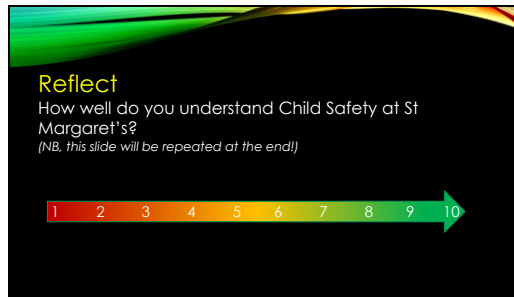 Reflect
How well do you understand Child Safety at St
Margaret's?
(NB, this slide will be repeated at the end!)
1 2 3 4 5 6 7 8 9 10